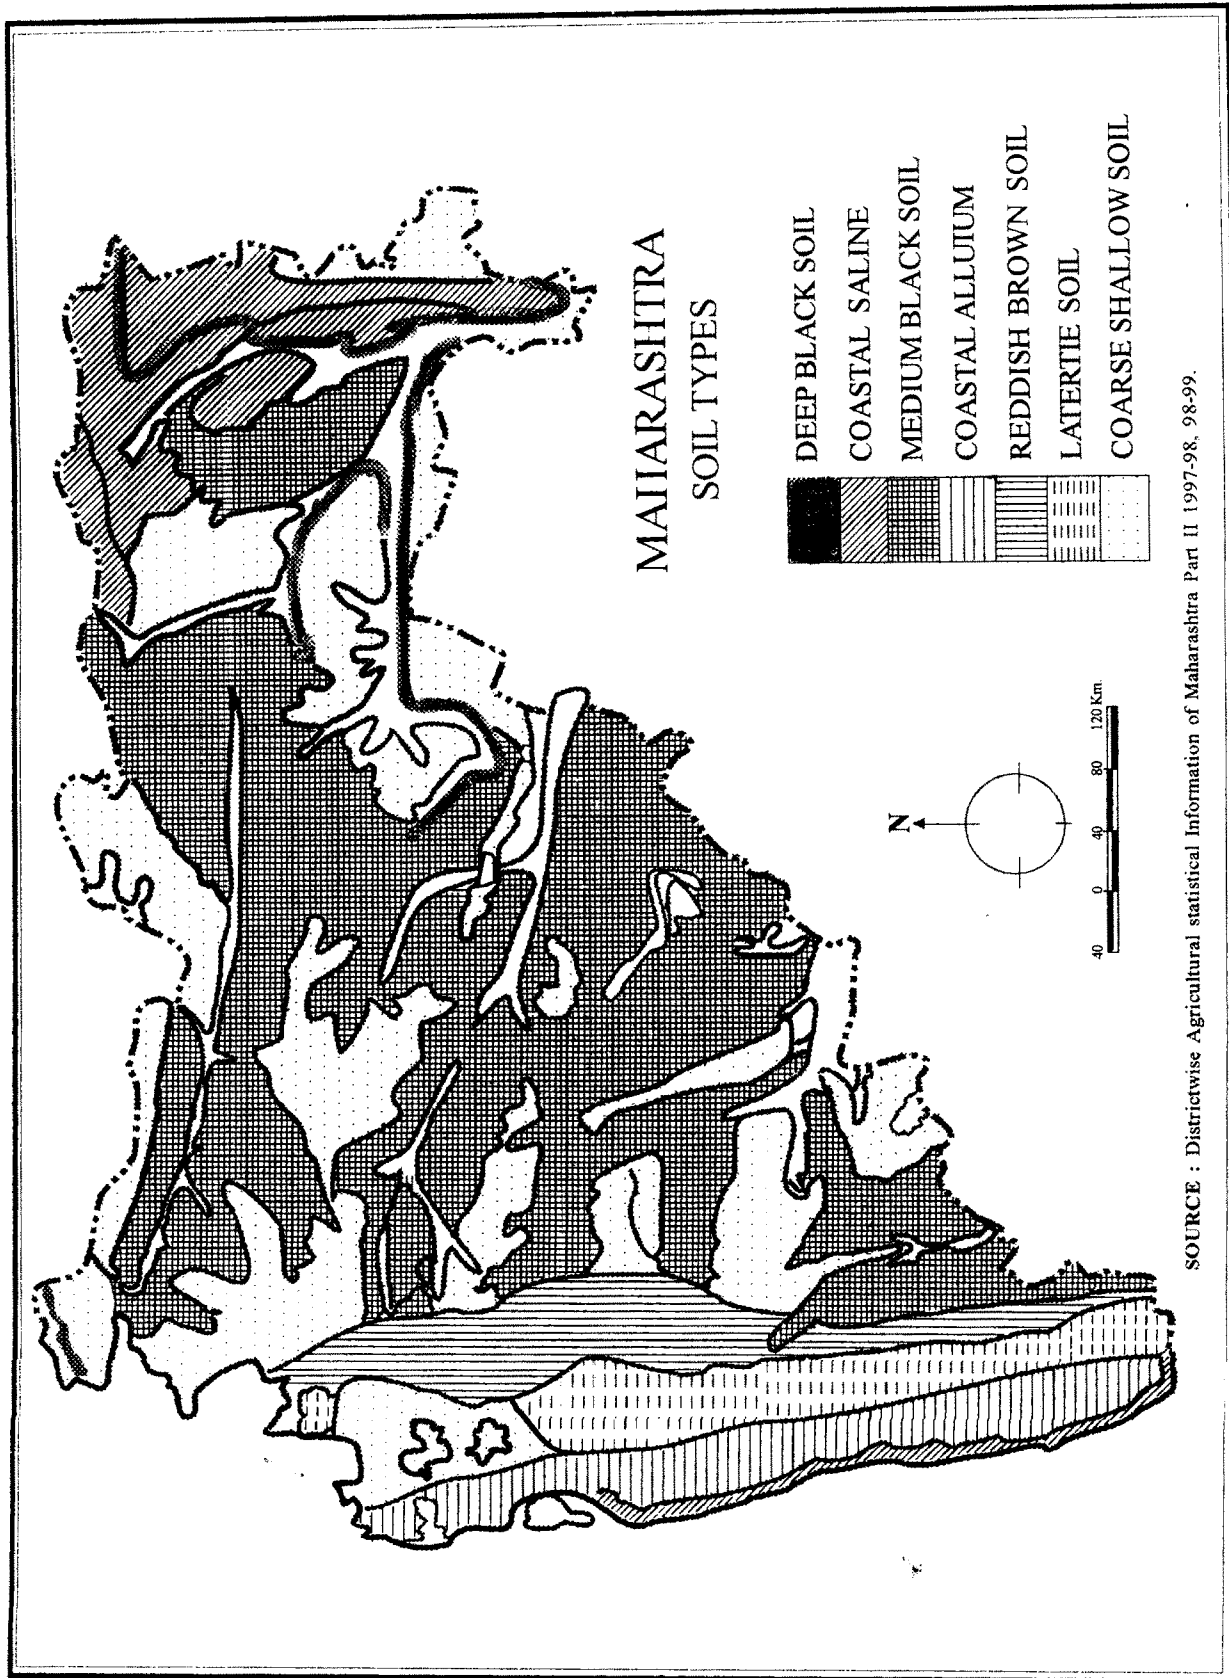 MAHARASHTRA
SOIL TYPES
DEEP BLACK SOIL
COASTAL SALINE
MEDIUM BLACK SOIL
COASTAL ALLUIUM
REDDISH BROWN SOIL
LATERTIE SOIL
COARSE SHALLOW SOIL
N
40 0 40 80 120 Km.
SOURCE : Districtwise Agricultural statistical Information of Maharashtra Part II 1997-98, 98-99.